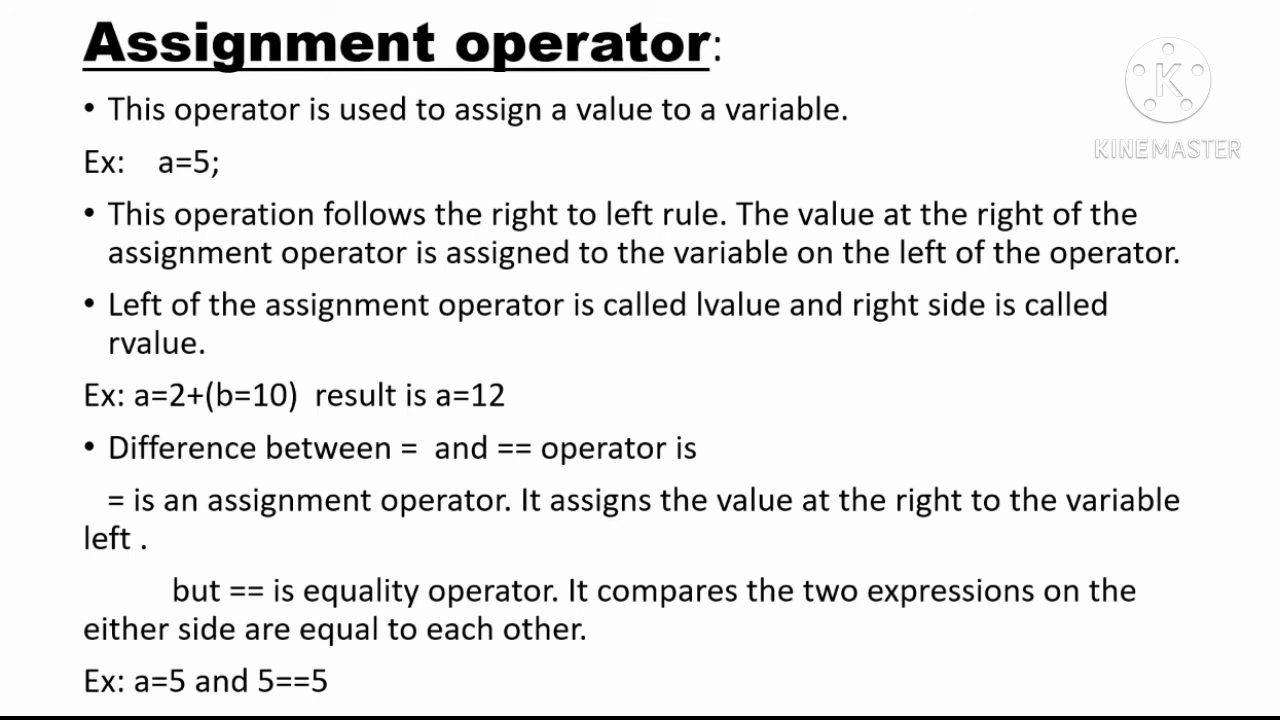 Assignment operator:
• This operator is used to assign a value to a variable.
Ex: a=5;
• This operation follows the right to left rule. The value at the right of the
assignment operator is assigned to the variable on the left of the operator.
• Left of the assignment operator is called lvalue and right side is called
rvalue.
Ex: a=2+(b=10) result is a=12
• Difference between = and == operator is
= is an assignment operator. It assigns the value at the right to the variable
left .
but == is equality operator. It compares the two expressions on the
either side are equal to each other.
Ex: a=5 and 5==5
K
KINEMASTER